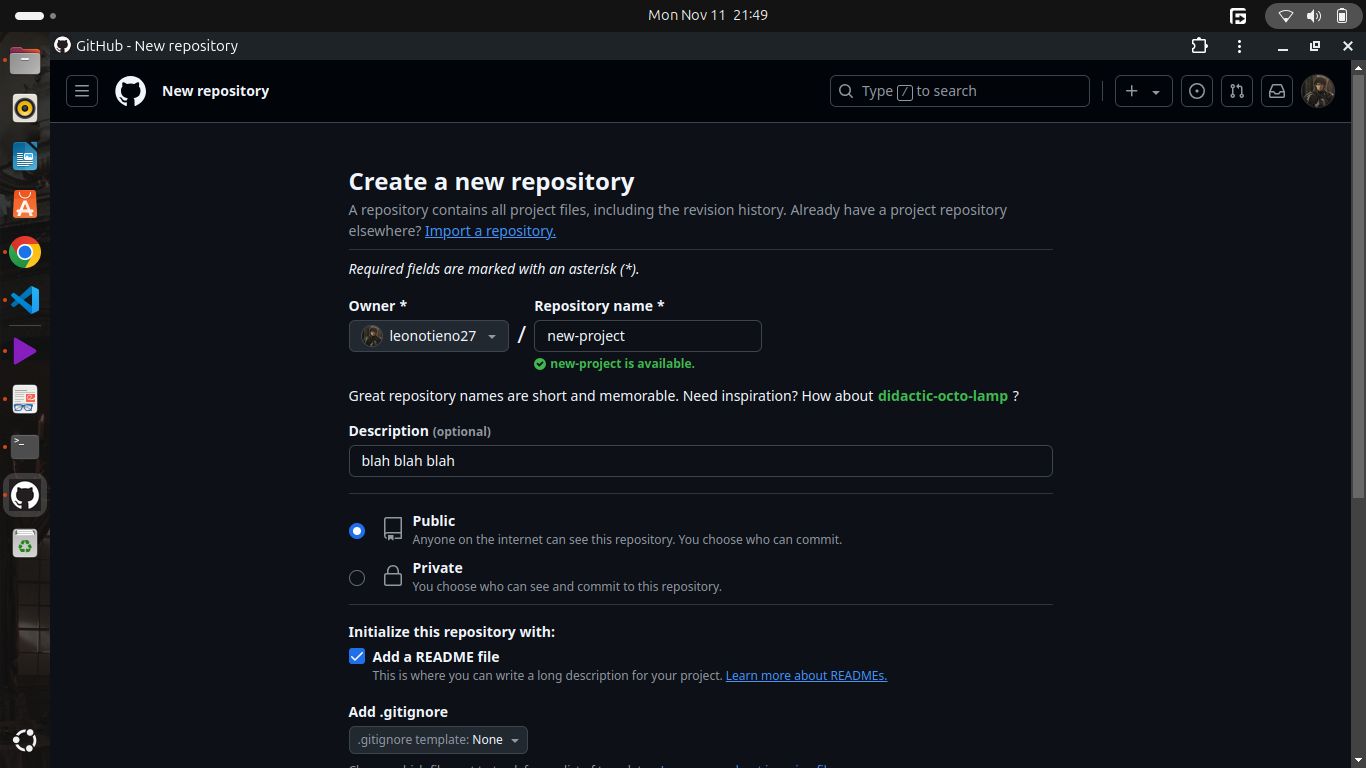 Mon Nov 11 21:49
GitHub - New repository
New repository
Type / to search
Create a new repository
A repository contains all project files, including the revision history. Already have a project repository
elsewhere? Import a repository.
Required fields are marked with an asterisk (*).
Owner *
Repository name *
leonotieno27
/
new-project
new-project is available.
Great repository names are short and memorable. Need inspiration? How about didactic-octo-lamp ?
Description (optional)
blah blah blah
Public
Anyone on the internet can see this repository. You choose who can commit.
Private
You choose who can see and commit to this repository.
Initialize this repository with:
Add a README file
This is where you can write a long description for your project. Learn more about READMEs.
Add .gitignore
.gitignore template: None